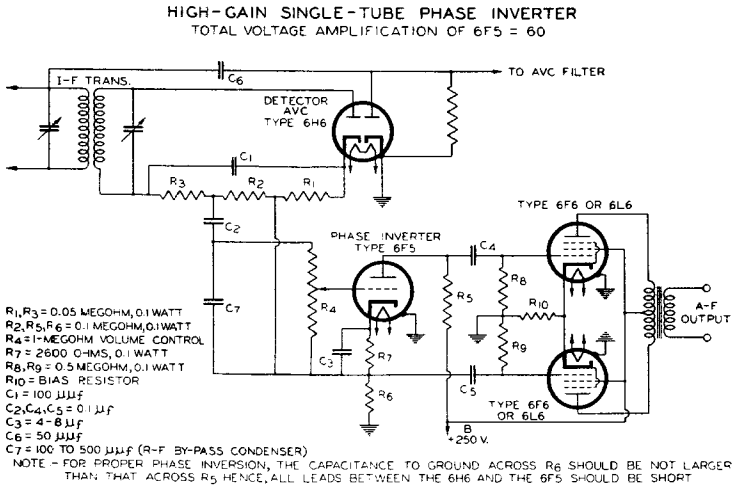 HIGH-GAIN SINGLE-TUBE PHASE INVERTER
TOTAL VOLTAGE AMPLIFICATION OF 6F5 = 60
I-F TRANS.
C6
TO AVC FILTER
DETECTOR
AVC
TYPE 6H6
C1
R3
R2
R1
C2
PHASE INVERTER
TYPE 6F5
C4
TYPE 6F6 OR 6L6
C7
R4
R5
R8
R10
A-F
OUTPUT
C3
R7
R9
R6
C5
TYPE 6F6
OR 6L6
B
+250 V.
R1,R3 = 0.05 MEGOHM, 0.1 WATT
R2,R5,R6 = 0.1 MEGOHM, 0.1 WATT
R4 = 1-MEGOHM VOLUME CONTROL
R7 = 2600 OHMS, 0.1 WATT
R8,R9 = 0.5 MEGOHM, 0.1 WATT
R10 = BIAS RESISTOR
C1 = 100 µµf
C2,C4,C5 = 0.1 µf
C3 = 4-8 µf
C6 = 50 µµf
C7 = 100 TO 500 µµf (R-F BY-PASS CONDENSER)
NOTE - FOR PROPER PHASE INVERSION, THE CAPACITANCE TO GROUND ACROSS R6 SHOULD BE NOT LARGER
THAN THAT ACROSS R5 HENCE, ALL LEADS BETWEEN THE 6H6 AND THE 6F5 SHOULD BE SHORT